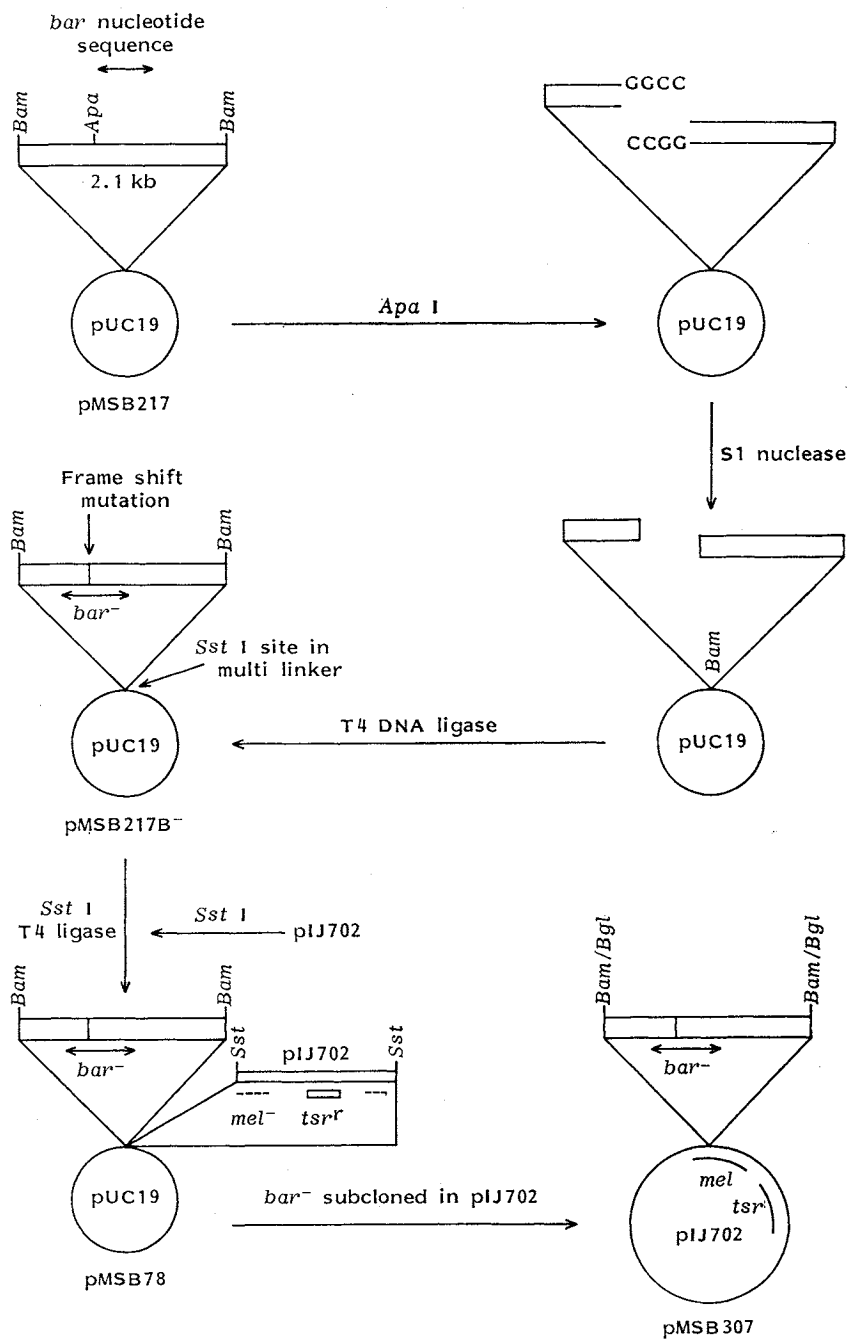 bar nucleotide
sequence
Bam
Apa
Bam
2.1 kb
pUC19
pMSB217
Apa I
GGCC
CCGG
pUC19
S1 nuclease
Bam
pUC19
T4 DNA ligase
Frame shift
mutation
Bam
Bam
bar⁻
Sst I site in
multi linker
pUC19
pMSB217B⁻
Sst I
T4 ligase
Sst I
pIJ702
Bam
Bam
bar⁻
Sst
pIJ702
Sst
mel⁻
tsrʳ
pUC19
pMSB78
bar⁻ subcloned in pIJ702
Bam/Bgl
Bam/Bgl
bar⁻
mel
tsr
pIJ702
pMSB307